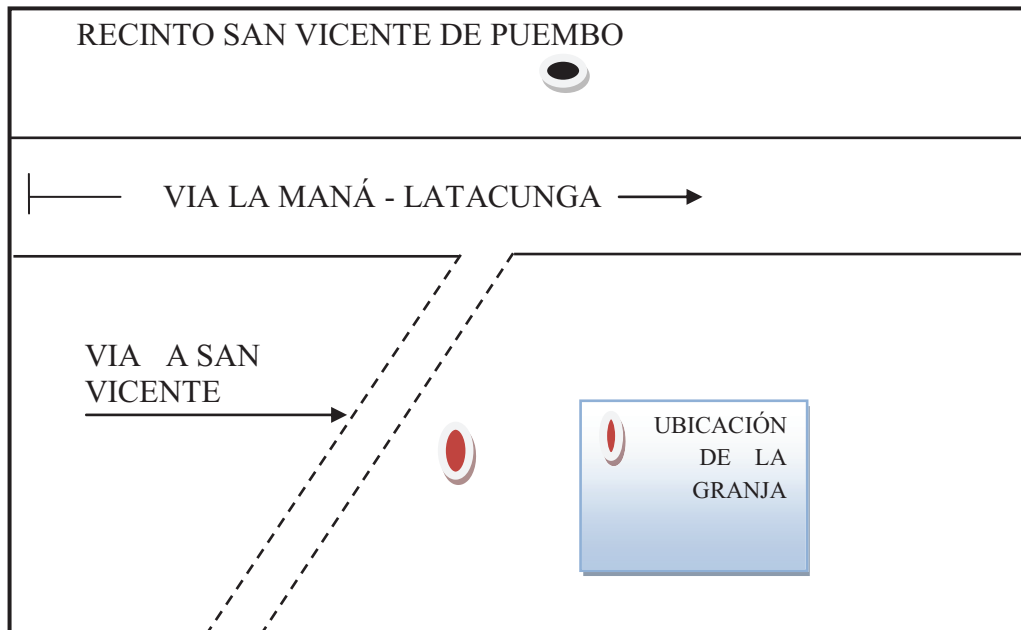 RECINTO SAN VICENTE DE PUEMBO
VIA LA MANÁ - LATACUNGA
VIA A SAN
VICENTE
UBICACIÓN
DE LA
GRANJA